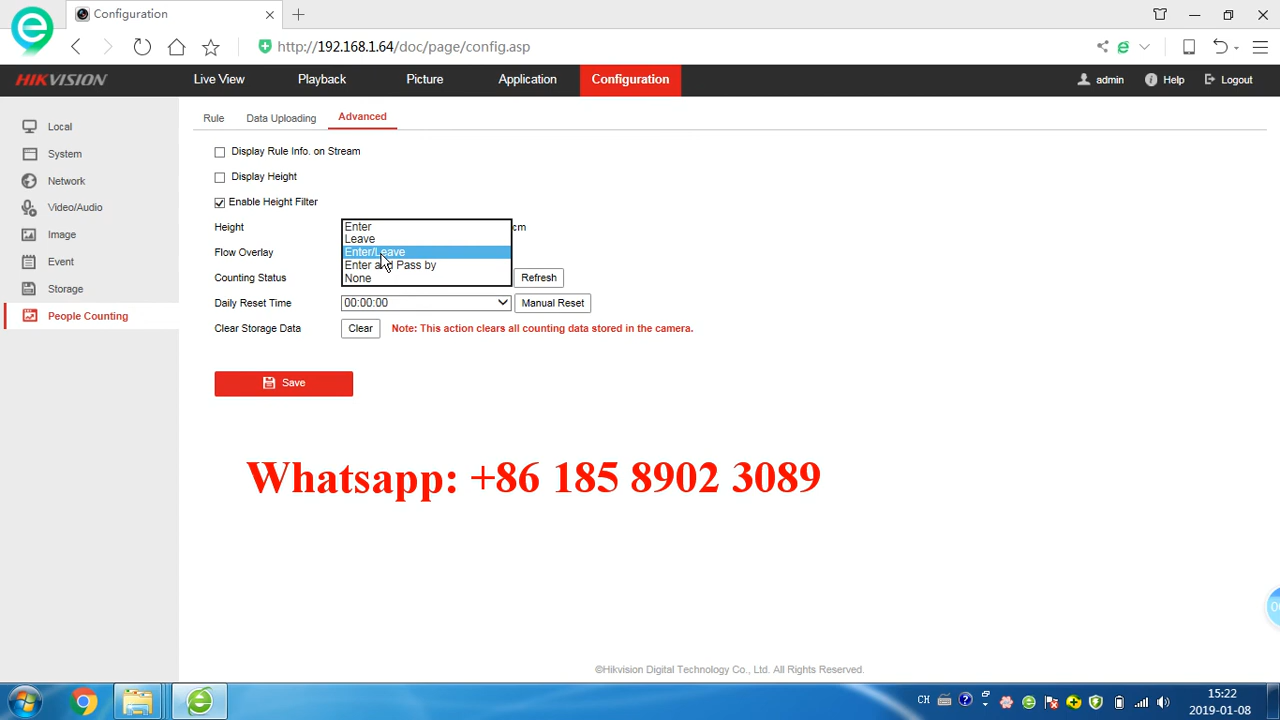 Configuration
http://192.168.1.64/doc/page/config.asp
HIKVISION Live View Playback Picture Application Configuration admin Help Logout
Local
System
Network
Video/Audio
Image
Event
Storage
People Counting
Rule Data Uploading Advanced
Display Rule Info. on Stream
Display Height
Enable Height Filter
Height cm
Enter
Leave
Flow Overlay
Enter/Leave
Enter and Pass by
Counting Status None Refresh
Daily Reset Time 00:00:00 Manual Reset
Clear Storage Data Clear Note: This action clears all counting data stored in the camera.
Save
Whatsapp: +86 185 8902 3089
©Hikvision Digital Technology Co., Ltd. All Rights Reserved.
CH
15:22
2019-01-08